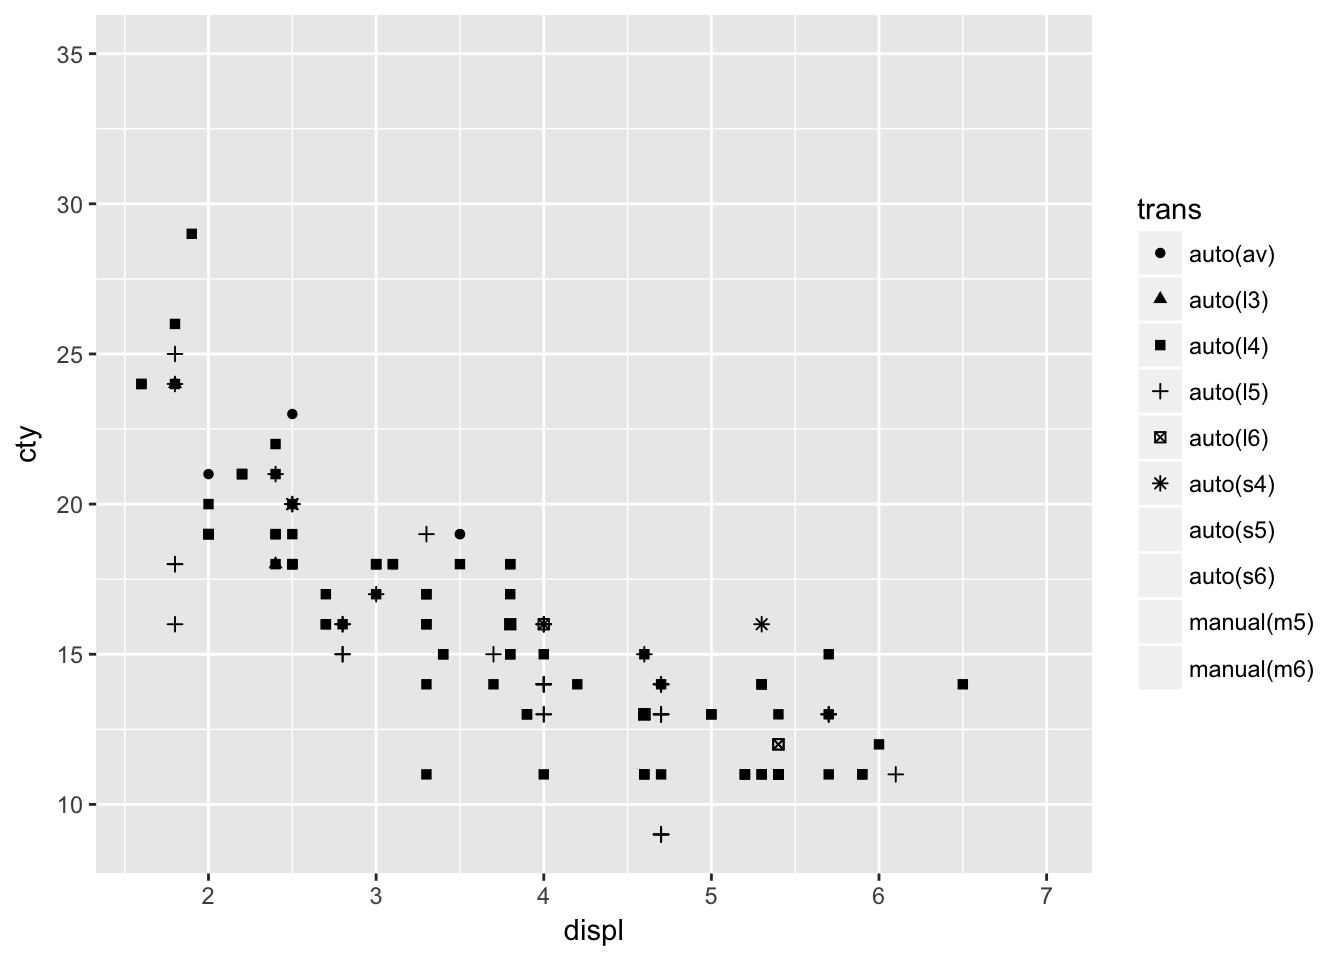 35
30
25
20
15
10
cty
2 3 4 5 6 7
displ
trans
auto(av)
auto(l3)
auto(l4)
auto(l5)
auto(l6)
auto(s4)
auto(s5)
auto(s6)
manual(m5)
manual(m6)